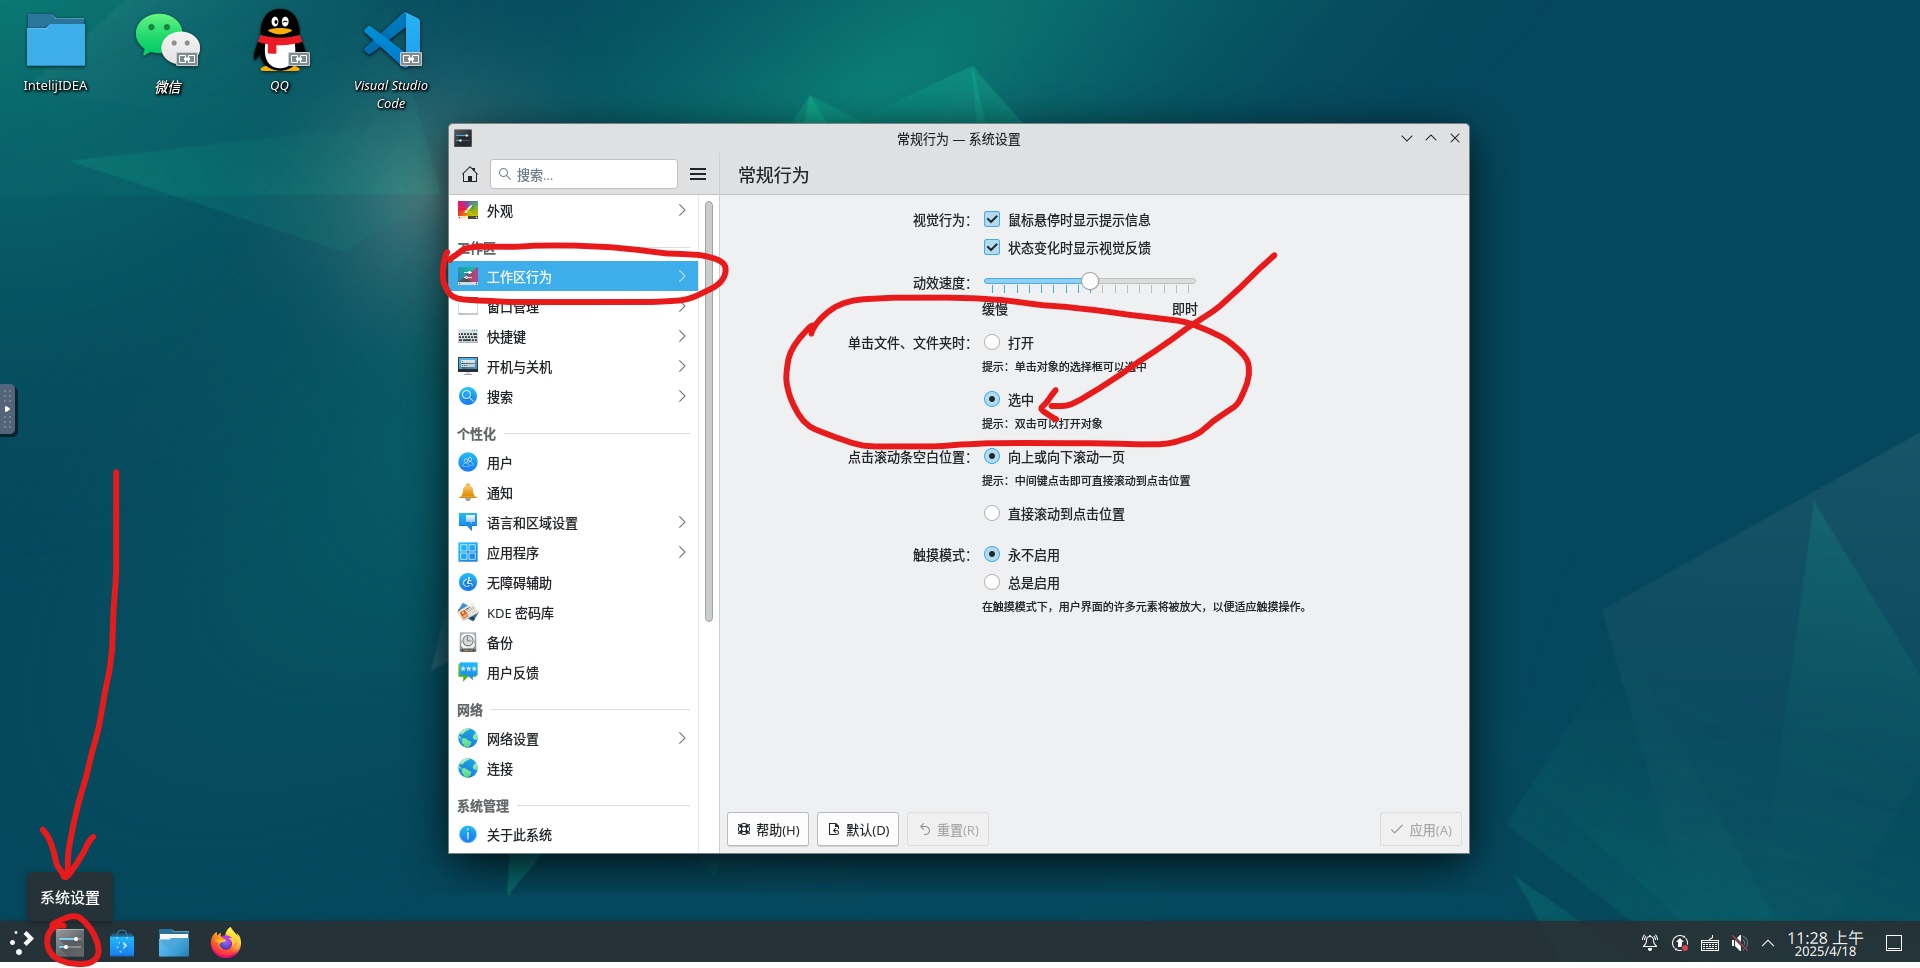 IntelijIDEA
微信
QQ
Visual Studio
Code
常规行为 — 系统设置
搜索...
常规行为
外观
工作区
工作区行为
窗口管理
快捷键
开机与关机
搜索
个性化
用户
通知
语言和区域设置
应用程序
无障碍辅助
KDE 密码库
备份
用户反馈
网络
网络设置
连接
系统管理
关于此系统
视觉行为： 鼠标悬停时显示提示信息
状态变化时显示视觉反馈
动效速度：
缓慢 即时
单击文件、文件夹时： 打开
提示：单击对象的选择框可以选中
选中
提示：双击可以打开对象
点击滚动条空白位置： 向上或向下滚动一页
提示：中间键点击即可直接滚动到点击位置
直接滚动到点击位置
触摸模式： 永不启用
总是启用
在触摸模式下，用户界面的许多元素将被放大，以便适应触摸操作。
帮助(H) 默认(D) 重置(R) 应用(A)
系统设置
11:28 上午
2025/4/18